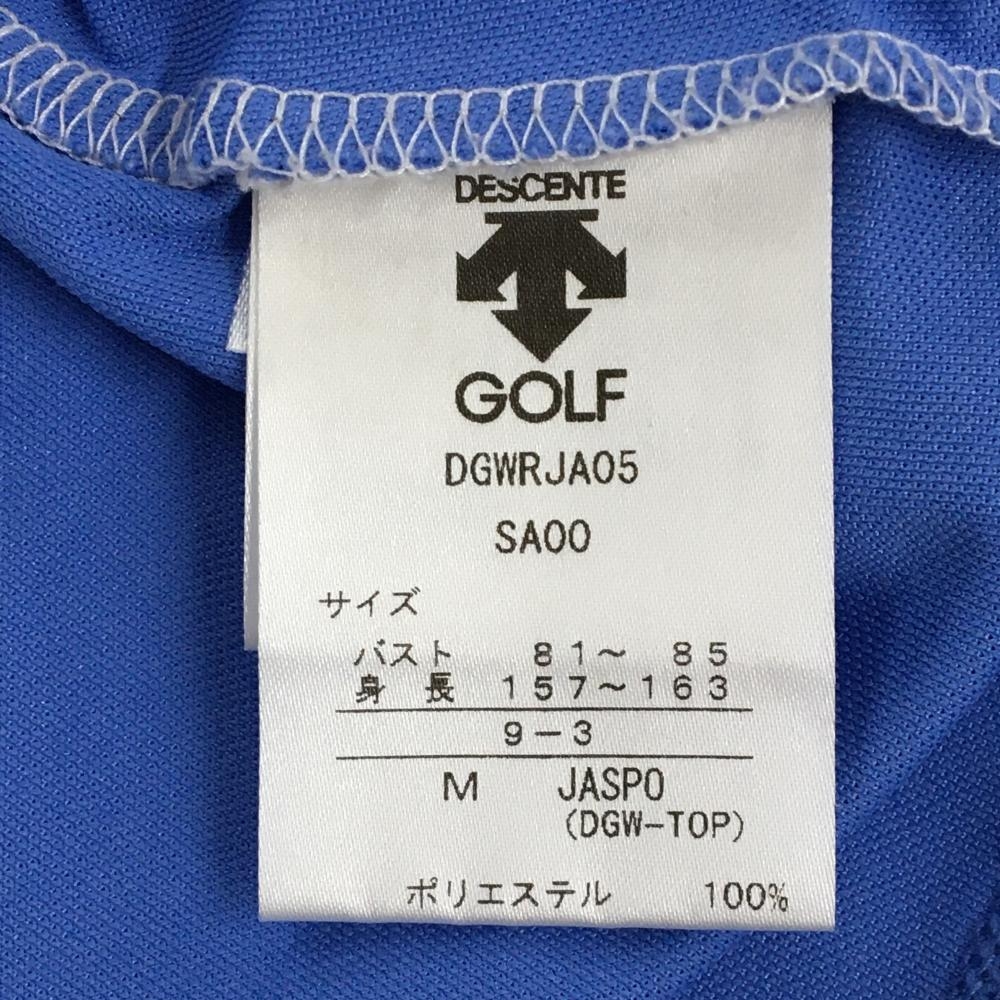 DESCENTE
GOLF
DGWRJA05
SA00
サイズ
バスト 81～ 85
身 長 157～163
9－3
M JASPO
(DGW-TOP)
ポリエステル 100%